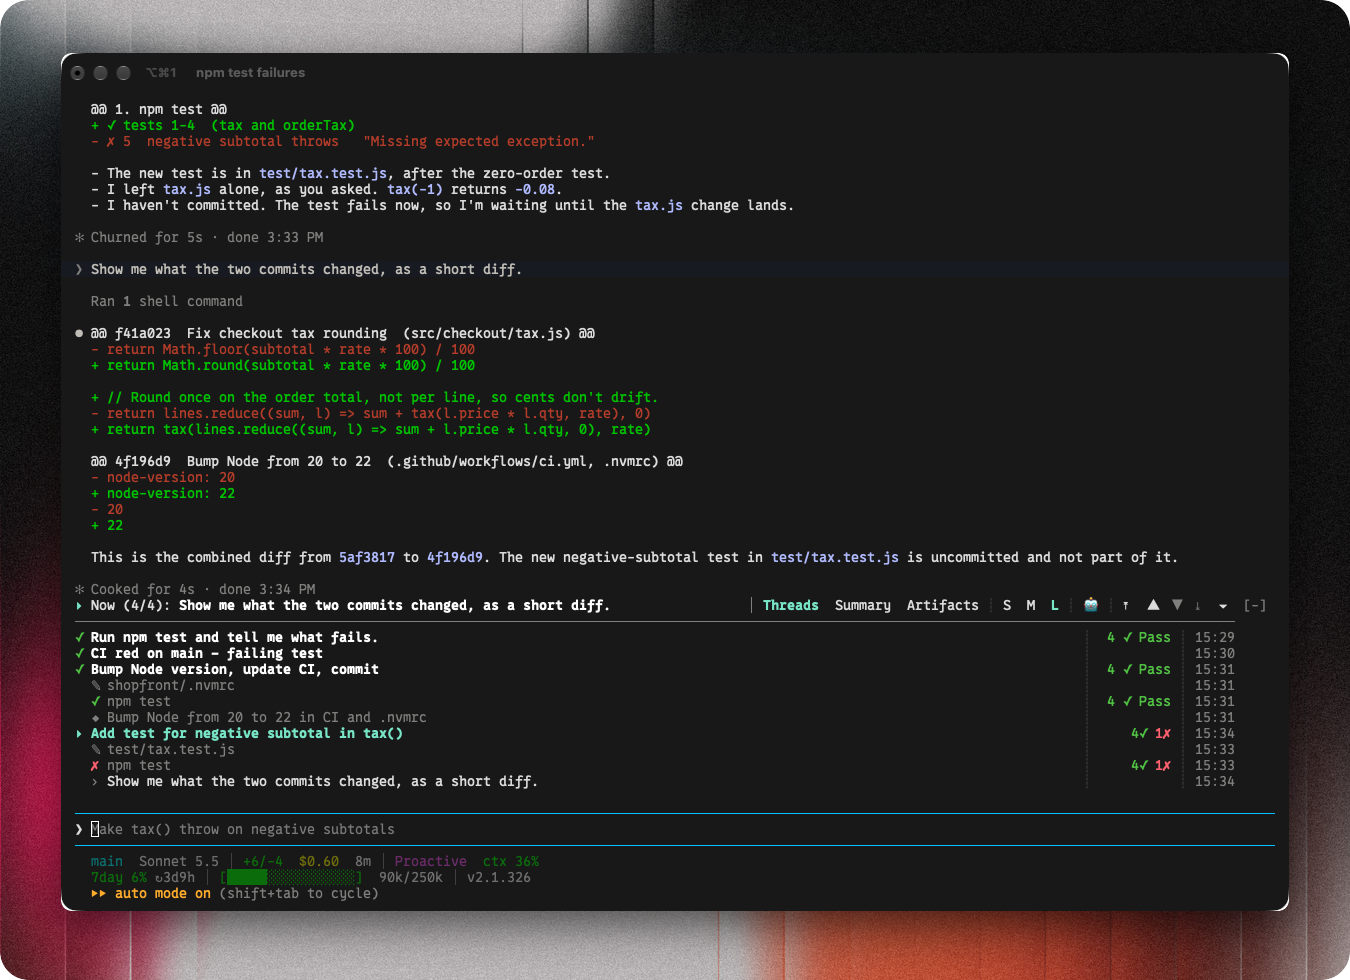 ⌥⌘1 npm test failures
@@ 1. npm test @@
+ ✓ tests 1-4 (tax and orderTax)
- ✗ 5 negative subtotal throws "Missing expected exception."
- The new test is in test/tax.test.js, after the zero-order test.
- I left tax.js alone, as you asked. tax(-1) returns -0.08.
- I haven't committed. The test fails now, so I'm waiting until the tax.js change lands.
✻ Churned for 5s · done 3:33 PM
❯ Show me what the two commits changed, as a short diff.
Ran 1 shell command
● @@ f41a023 Fix checkout tax rounding (src/checkout/tax.js) @@
- return Math.floor(subtotal * rate * 100) / 100
+ return Math.round(subtotal * rate * 100) / 100
+ // Round once on the order total, not per line, so cents don't drift.
- return lines.reduce((sum, l) => sum + tax(l.price * l.qty, rate), 0)
+ return tax(lines.reduce((sum, l) => sum + l.price * l.qty, 0), rate)
@@ 4f196d9 Bump Node from 20 to 22 (.github/workflows/ci.yml, .nvmrc) @@
- node-version: 20
+ node-version: 22
- 20
+ 22
This is the combined diff from 5af3817 to 4f196d9. The new negative-subtotal test in test/tax.test.js is uncommitted and not part of it.
✻ Cooked for 4s · done 3:34 PM
▸ Now (4/4): Show me what the two commits changed, as a short diff. │ Threads Summary Artifacts │ S M L │ 🤖 │ ↑ ▲ ▼ ↓ ▾ [-]
✓ Run npm test and tell me what fails. 4 ✓ Pass 15:29
✓ CI red on main - failing test 15:30
✓ Bump Node version, update CI, commit 4 ✓ Pass 15:31
✎ shopfront/.nvmrc 15:31
✓ npm test 4 ✓ Pass 15:31
◆ Bump Node from 20 to 22 in CI and .nvmrc 15:31
▸ Add test for negative subtotal in tax() 4✓ 1✗ 15:34
✎ test/tax.test.js 15:33
✗ npm test 4✓ 1✗ 15:33
› Show me what the two commits changed, as a short diff. 15:34
❯ Make tax() throw on negative subtotals
main Sonnet 5.5 │ +6/-4 $0.60 8m │ Proactive ctx 36%
7day 6% ↻3d9h │ [█████░░░░░░░░░░░] 90k/250k │ v2.1.326
▸▸ auto mode on (shift+tab to cycle)